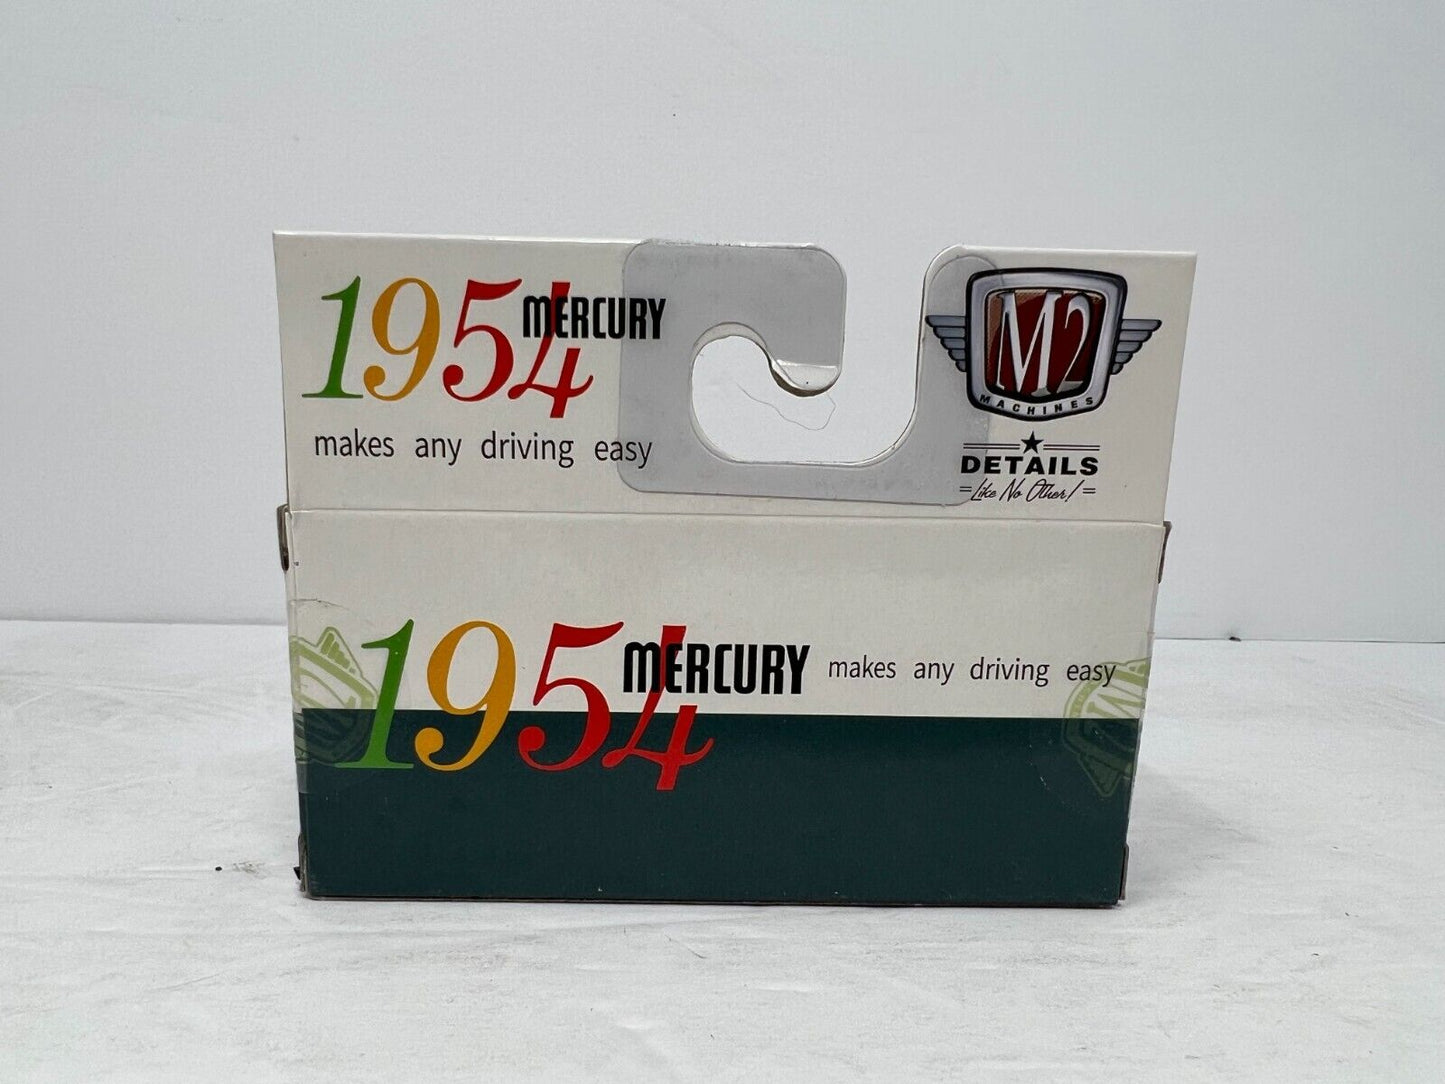 1954 MERCURY
makes any driving easy
M2
MACHINES
DETAILS
Like No Other!
1954 MERCURY makes any driving easy